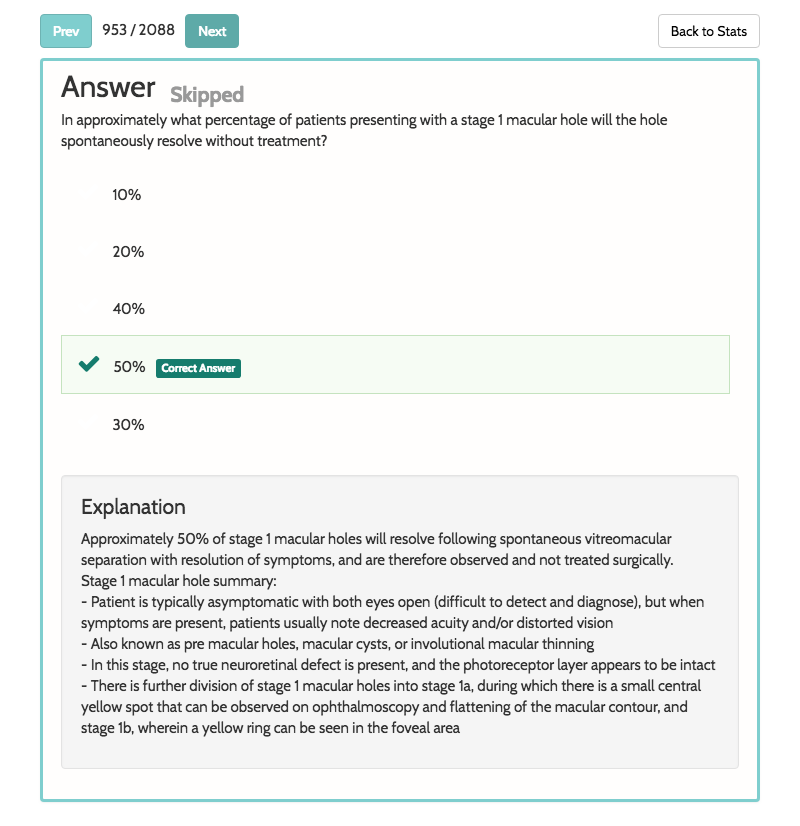 Prev 953 / 2088 Next Back to Stats
Answer Skipped
In approximately what percentage of patients presenting with a stage 1 macular hole will the hole
spontaneously resolve without treatment?
10%
20%
40%
50% Correct Answer
30%
Explanation
Approximately 50% of stage 1 macular holes will resolve following spontaneous vitreomacular
separation with resolution of symptoms, and are therefore observed and not treated surgically.
Stage 1 macular hole summary:
- Patient is typically asymptomatic with both eyes open (difficult to detect and diagnose), but when
symptoms are present, patients usually note decreased acuity and/or distorted vision
- Also known as pre macular holes, macular cysts, or involutional macular thinning
- In this stage, no true neuroretinal defect is present, and the photoreceptor layer appears to be intact
- There is further division of stage 1 macular holes into stage 1a, during which there is a small central
yellow spot that can be observed on ophthalmoscopy and flattening of the macular contour, and
stage 1b, wherein a yellow ring can be seen in the foveal area